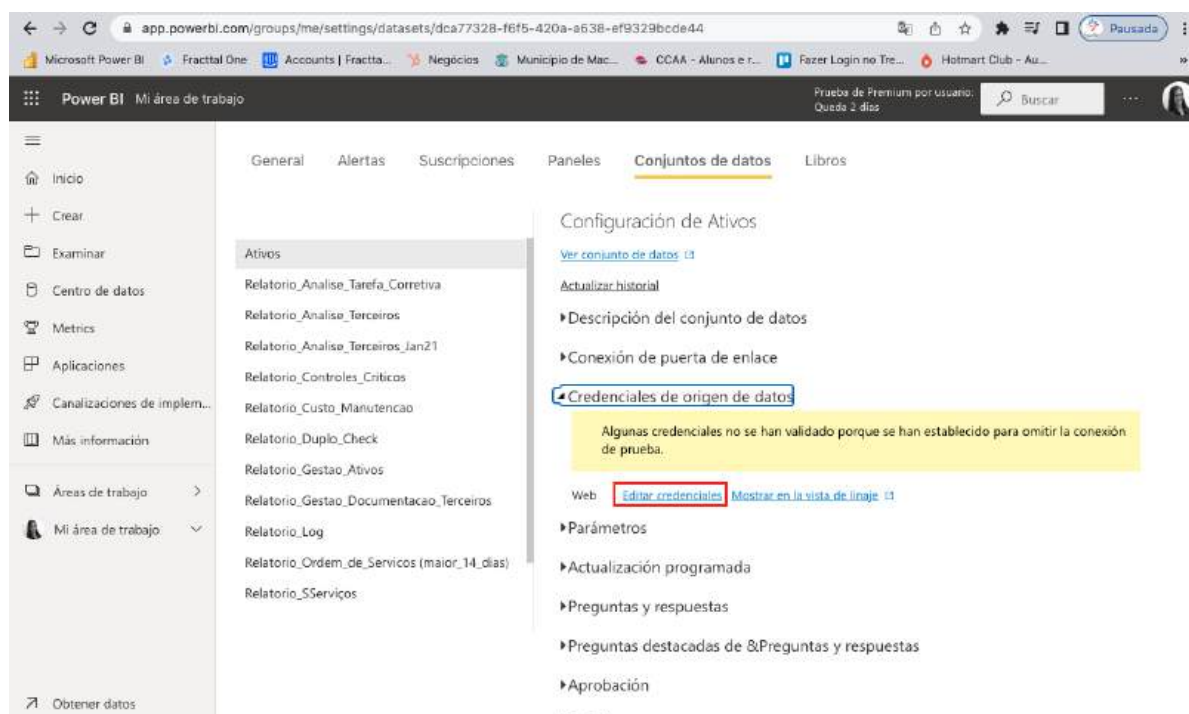 app.powerbi.com/groups/me/settings/datasets/dca77328-f6f5-420a-a638-ef9329bcde44
Pausada
Microsoft Power BI
Fracttal One
Accounts | Fractta...
Negócios
Município de Mac...
CCAA - Alunos e r...
Fazer Login no Tre...
Hotmart Club - Au...
Power BI Mi área de trabajo
Prueba de Premium por usuario:
Queda 2 días
Buscar
General
Alertas
Suscripciones
Paneles
Conjuntos de datos
Libros
Inicio
Crear
Examinar
Centro de datos
Metrics
Aplicaciones
Canalizaciones de implem...
Más información
Áreas de trabajo
Mi área de trabajo
Obtener datos
Ativos
Relatorio_Analise_Tarefa_Corretiva
Relatorio_Analise_Terceiros
Relatorio_Analise_Terceiros_Jan21
Relatorio_Controles_Criticos
Relatorio_Custo_Manutencao
Relatorio_Duplo_Check
Relatorio_Gestao_Ativos
Relatorio_Gestao_Documentacao_Terceiros
Relatorio_Log
Relatorio_Ordem_de_Servicos (maior_14_dias)
Relatorio_SServiços
Configuración de Ativos
Ver conjunto de datos
Actualizar historial
Descripción del conjunto de datos
Conexión de puerta de enlace
Credenciales de origen de datos
Algunas credenciales no se han validado porque se han establecido para omitir la conexión
de prueba.
Web Editar credenciales Mostrar en la vista de linaje
Parámetros
Actualización programada
Preguntas y respuestas
Preguntas destacadas de &Preguntas y respuestas
Aprobación